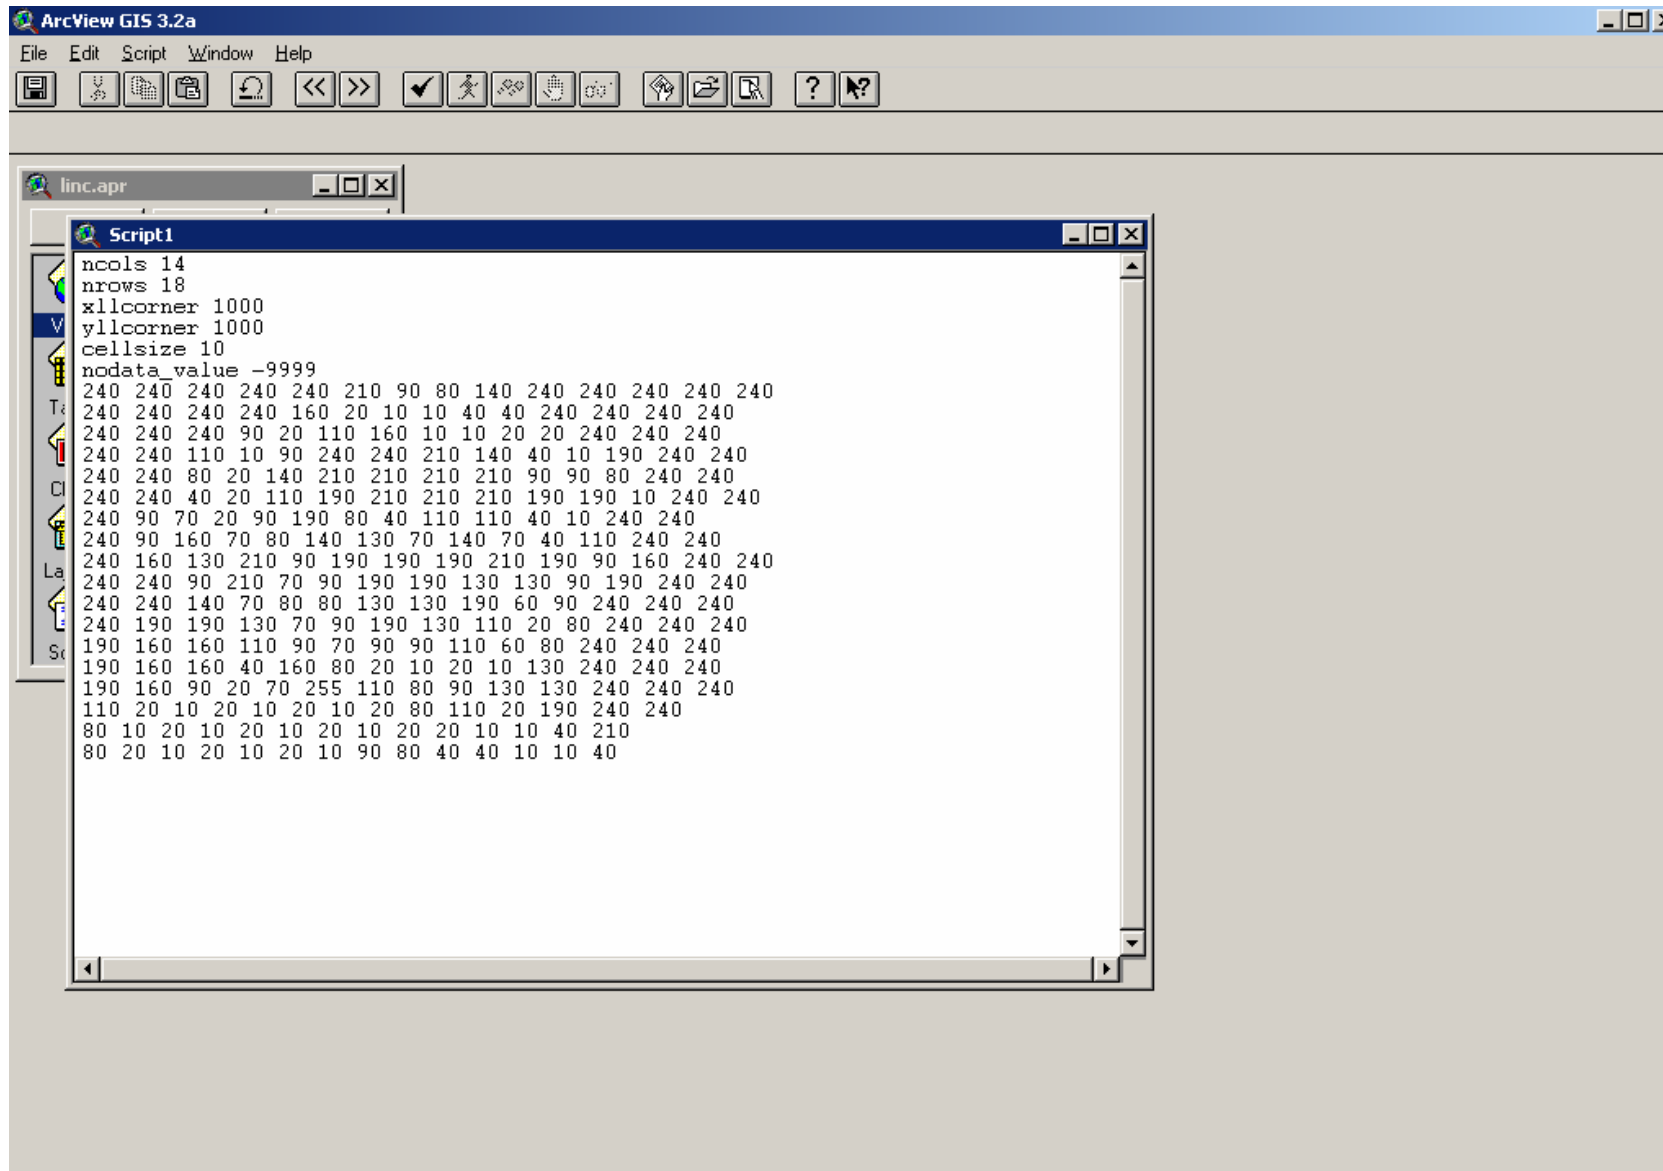 ArcView GIS 3.2a
File Edit Script Window Help
linc.apr
Script1
ncols 14
nrows 18
xllcorner 1000
yllcorner 1000
cellsize 10
nodata_value -9999
240 240 240 240 240 210 90 80 140 240 240 240 240 240
240 240 240 240 160 20 10 10 40 40 240 240 240 240
240 240 240 90 20 110 160 10 10 20 20 240 240 240
240 240 110 10 90 240 240 210 140 40 10 190 240 240
240 240 80 20 140 210 210 210 210 90 90 80 240 240
240 240 40 20 110 190 210 210 210 190 190 10 240 240
240 90 70 20 90 190 80 40 110 110 40 10 240 240
240 90 160 70 80 140 130 70 140 70 40 110 240 240
240 160 130 210 90 190 190 190 210 190 90 160 240 240
240 240 90 210 70 90 190 190 130 130 90 190 240 240
240 240 140 70 80 80 130 130 190 60 90 240 240 240
240 190 190 130 70 90 190 130 110 20 80 240 240 240
190 160 160 110 90 70 90 90 110 60 80 240 240 240
190 160 160 40 160 80 20 10 20 10 130 240 240 240
190 160 90 20 70 255 110 80 90 130 130 240 240 240
110 20 10 20 10 20 10 20 80 110 20 190 240 240
80 10 20 10 20 10 20 10 20 20 10 10 40 210
80 20 10 20 10 20 10 90 80 40 40 10 10 40